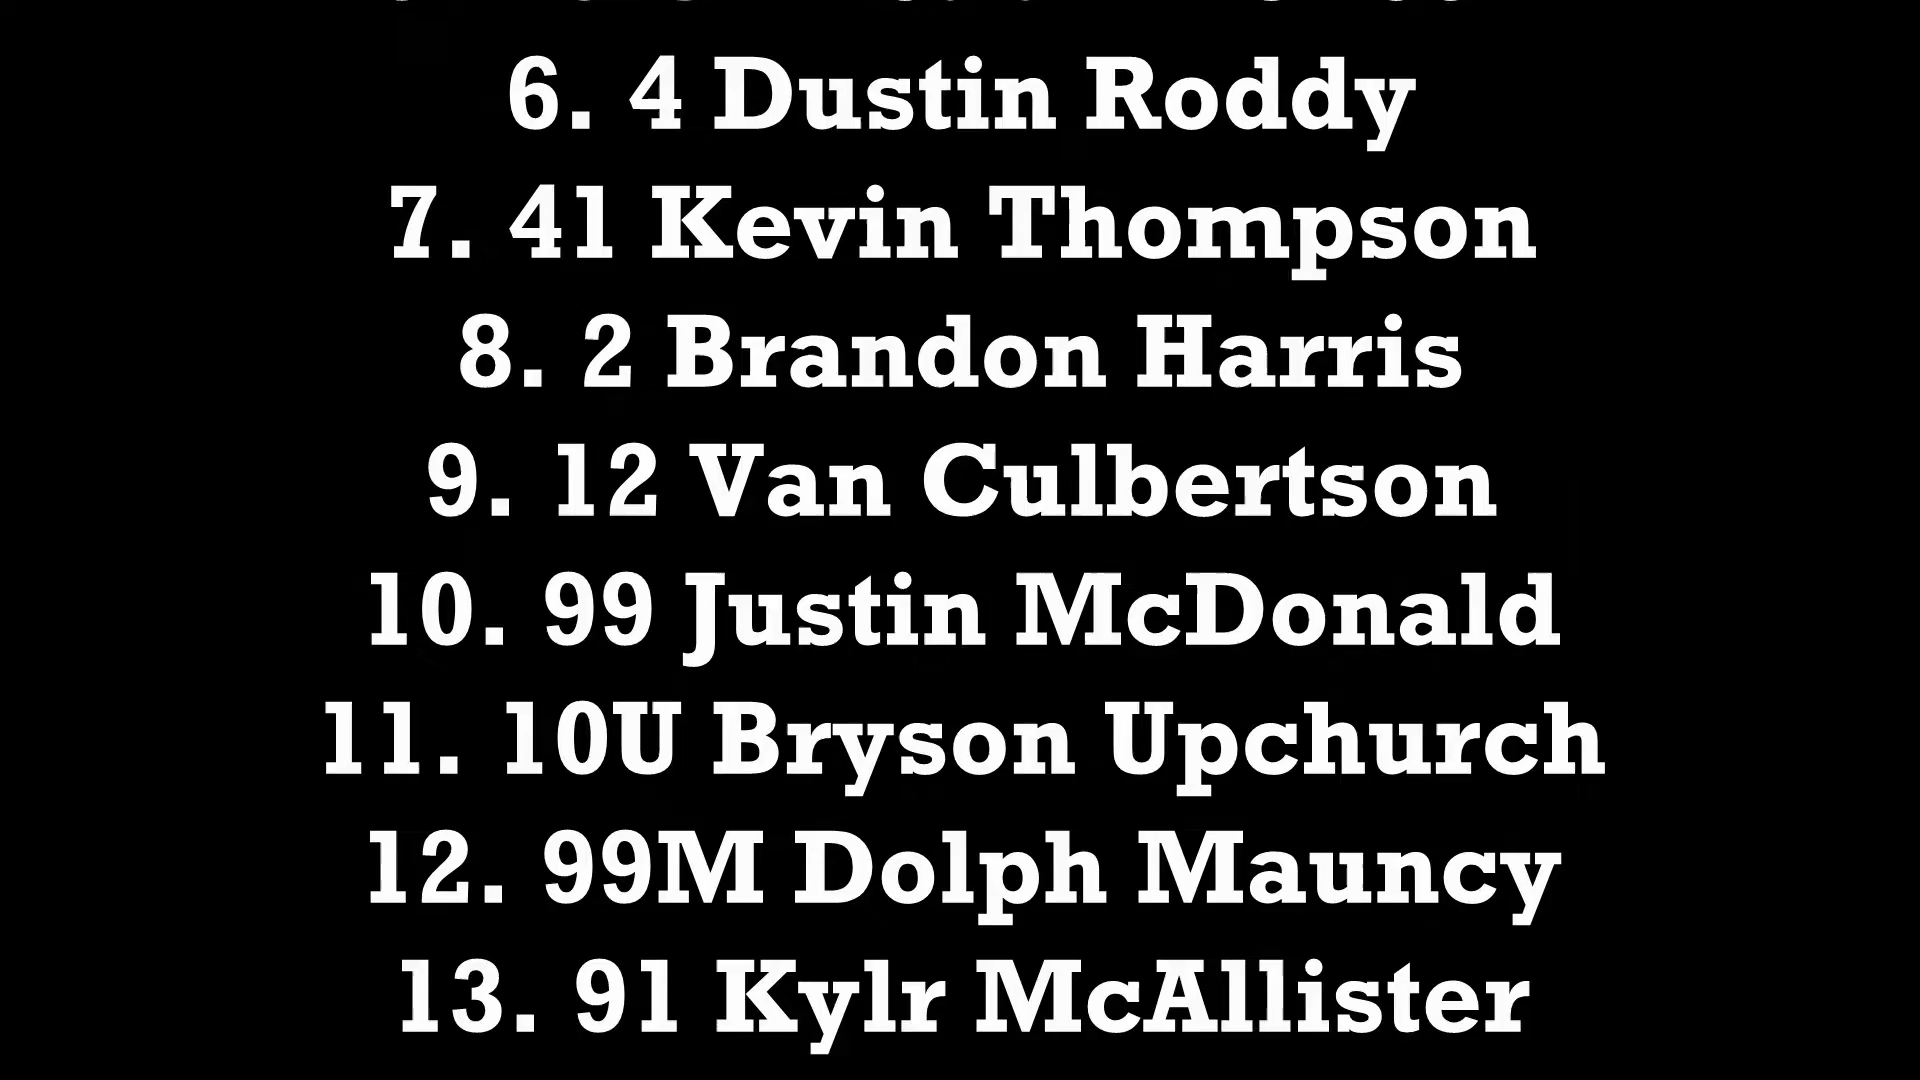 6. 4 Dustin Roddy
7. 41 Kevin Thompson
8. 2 Brandon Harris
9. 12 Van Culbertson
10. 99 Justin McDonald
11. 10U Bryson Upchurch
12. 99M Dolph Mauncy
13. 91 Kylr McAllister